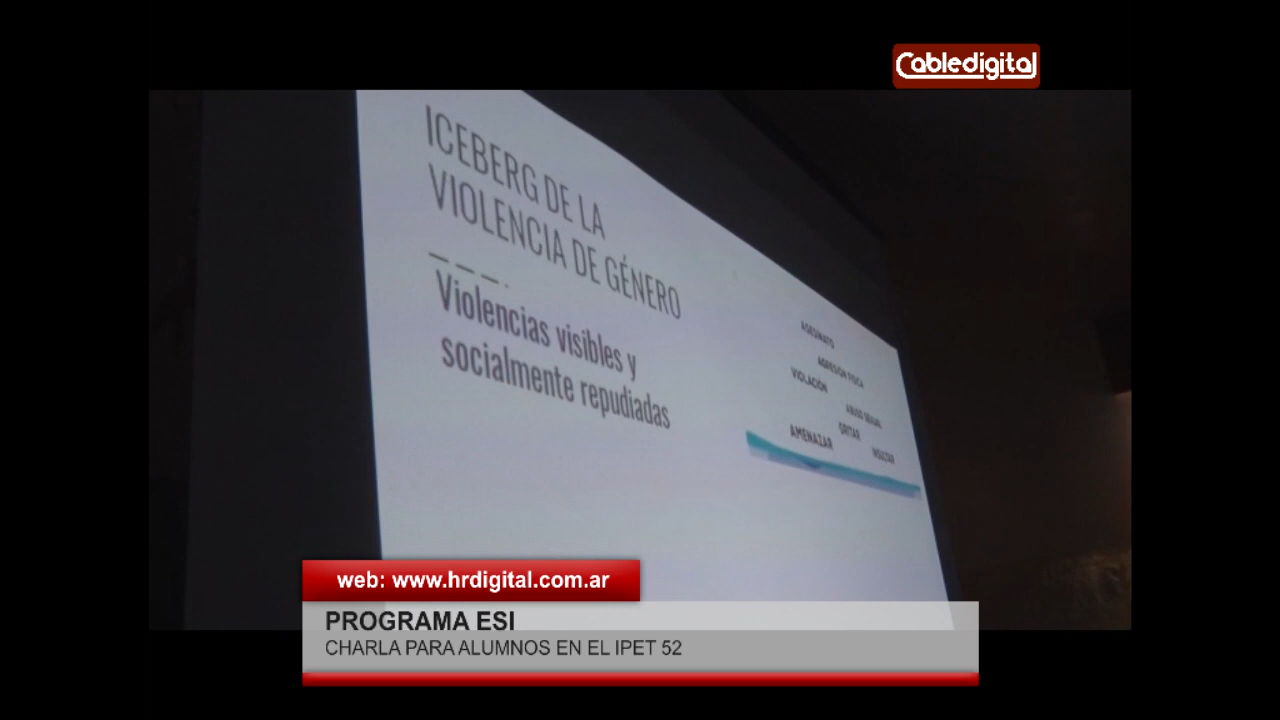 Cabledigital
ICEBERG DE LA
VIOLENCIA DE GÉNERO
Violencias visibles y
socialmente repudiadas
ASESINATO
AGRESIÓN FÍSICA
VIOLACIÓN
ABUSO SEXUAL
GRITAR
AMENAZAR
INSULTAR
web: www.hrdigital.com.ar
PROGRAMA ESI
CHARLA PARA ALUMNOS EN EL IPET 52